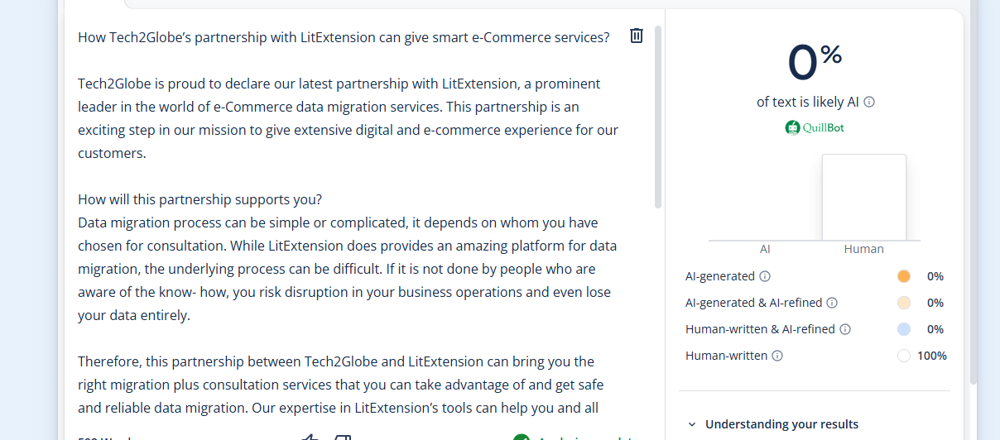 How Tech2Globe’s partnership with LitExtension can give smart e-Commerce services?
Tech2Globe is proud to declare our latest partnership with LitExtension, a prominent
leader in the world of e-Commerce data migration services. This partnership is an
exciting step in our mission to give extensive digital and e-commerce experience for our
customers.
How will this partnership supports you?
Data migration process can be simple or complicated, it depends on whom you have
chosen for consultation. While LitExtension does provides an amazing platform for data
migration, the underlying process can be difficult. If it is not done by people who are
aware of the know- how, you risk disruption in your business operations and even lose
your data entirely.
Therefore, this partnership between Tech2Globe and LitExtension can bring you the
right migration plus consultation services that you can take advantage of and get safe
and reliable data migration. Our expertise in LitExtension’s tools can help you and all
0%
of text is likely AI
QuillBot
AI
Human
AI-generated 0%
AI-generated & AI-refined 0%
Human-written & AI-refined 0%
Human-written 100%
Understanding your results